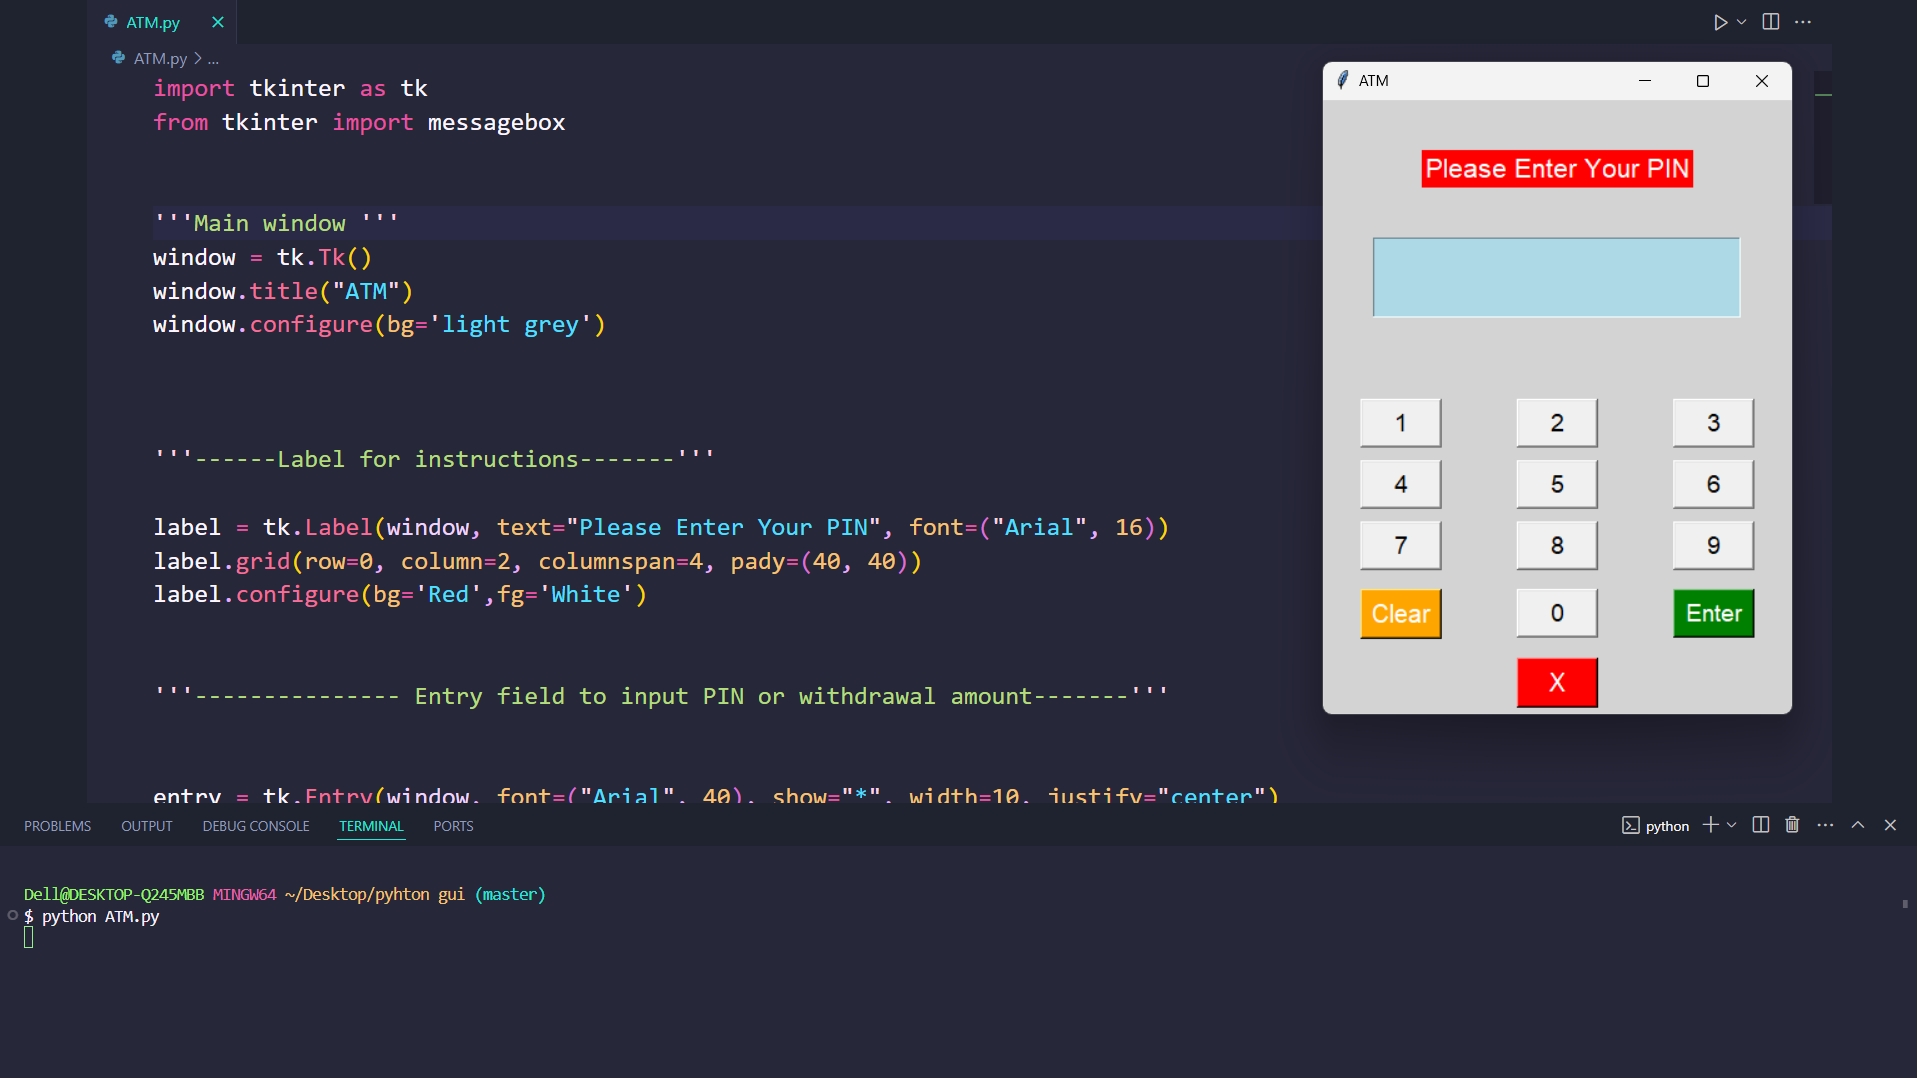 ATM.py
ATM.py > ...
import tkinter as tk
from tkinter import messagebox
'''Main window '''
window = tk.Tk()
window.title("ATM")
window.configure(bg='light grey')
'''------Label for instructions-------'''
label = tk.Label(window, text="Please Enter Your PIN", font=("Arial", 16))
label.grid(row=0, column=2, columnspan=4, pady=(40, 40))
label.configure(bg='Red',fg='White')
'''--------------- Entry field to input PIN or withdrawal amount-------'''
entry = tk.Entry(window, font=("Arial", 40), show="*", width=10, justify="center")
ATM
Please Enter Your PIN
1 2 3
4 5 6
7 8 9
Clear 0 Enter
X
PROBLEMS OUTPUT DEBUG CONSOLE TERMINAL PORTS
python
Dell@DESKTOP-Q245MBB MINGW64 ~/Desktop/pyhton gui (master)
$ python ATM.py